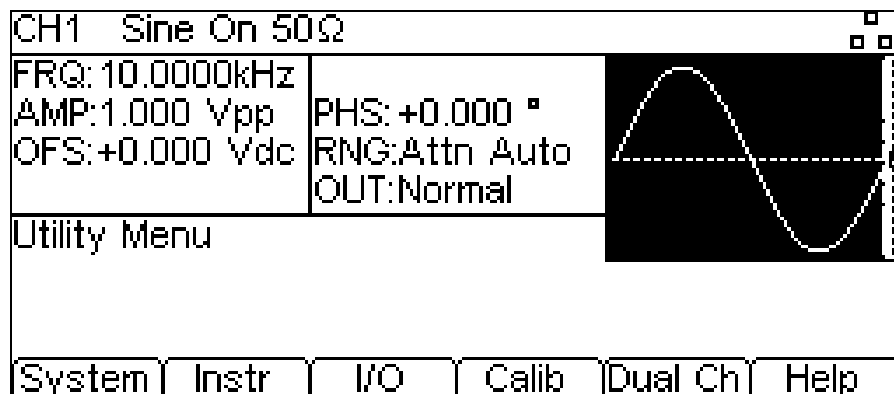 CH1 Sine On 50Ω
FRQ:10.0000kHz
AMP:1.000 Vpp
OFS:+0.000 Vdc
PHS:+0.000 °
RNG:Attn Auto
OUT:Normal
Utility Menu
System Instr I/O Calib Dual Ch Help